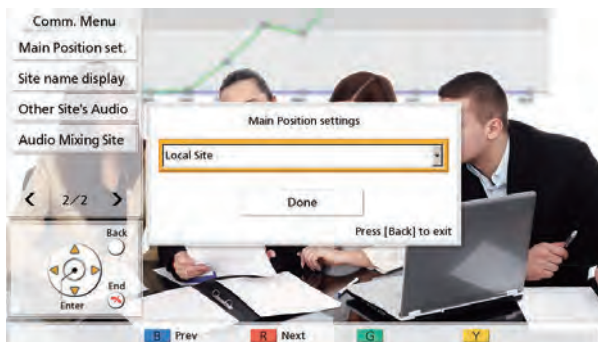 Comm. Menu
Main Position set.
Site name display
Other Site's Audio
Audio Mixing Site
2/2
Back
End
Enter
Main Position settings
Local Site
Done
Press [Back] to exit
B Prev
R Next
G
Y